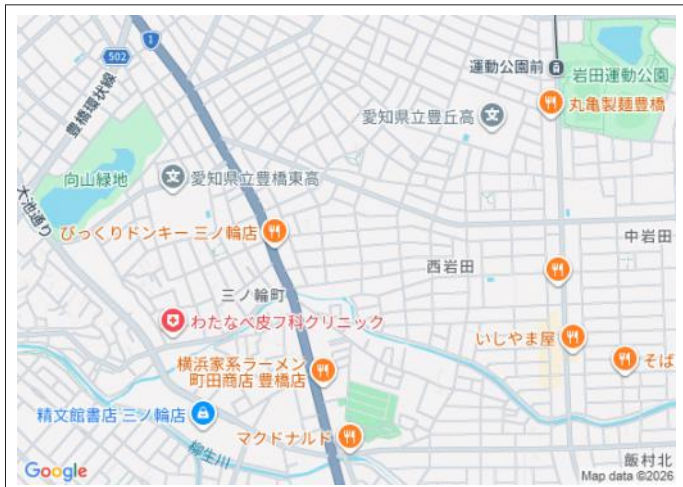 1
502
豊橋環状線
運動公園前
岩田運動公園
丸亀製麺豊橋
愛知県立豊丘高
向山緑地
愛知県立豊橋東高
大池通り
びっくりドンキー 三ノ輪店
中岩田
西岩田
三ノ輪町
わたなべ皮フ科クリニック
いしやま屋
そば
横浜家系ラーメン
町田商店 豊橋店
精文館書店 三ノ輪店
マクドナルド
柳生川
飯村北
Google
Map data ©2026